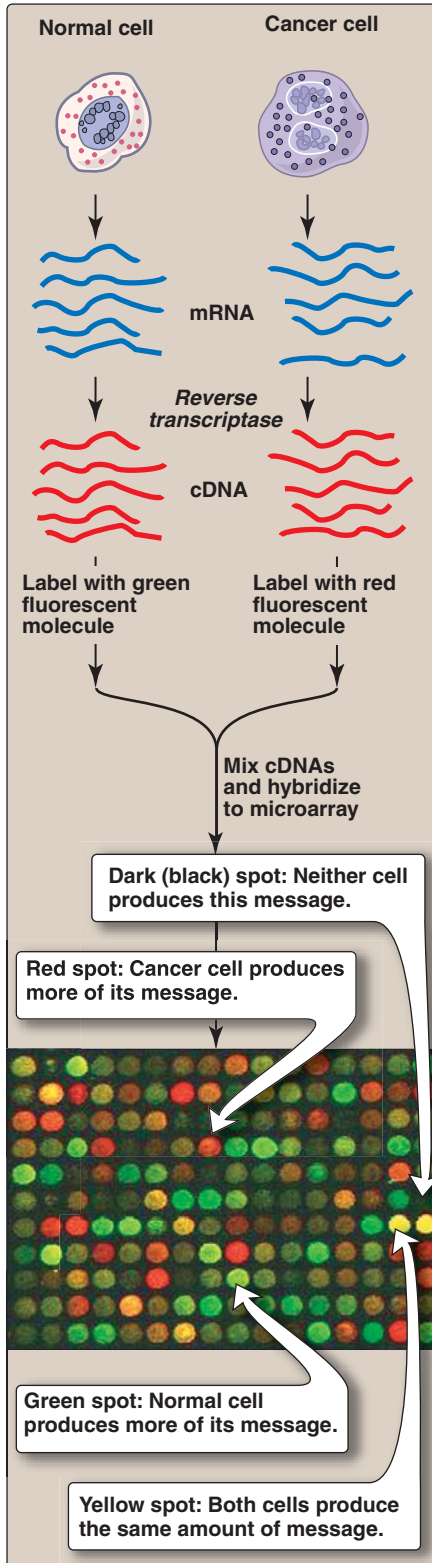 Normal cell
Cancer cell
mRNA
Reverse
transcriptase
cDNA
Label with green
fluorescent
molecule
Label with red
fluorescent
molecule
Mix cDNAs
and hybridize
to microarray
Dark (black) spot: Neither cell
produces this message.
Red spot: Cancer cell produces
more of its message.
Green spot: Normal cell
produces more of its message.
Yellow spot: Both cells produce
the same amount of message.